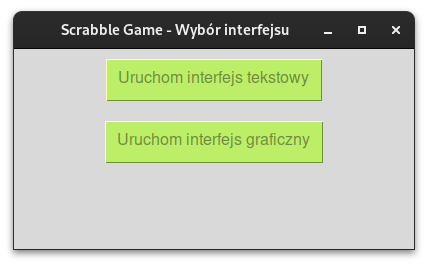 Scrabble Game - Wybór interfejsu
Uruchom interfejs tekstowy
Uruchom interfejs graficzny